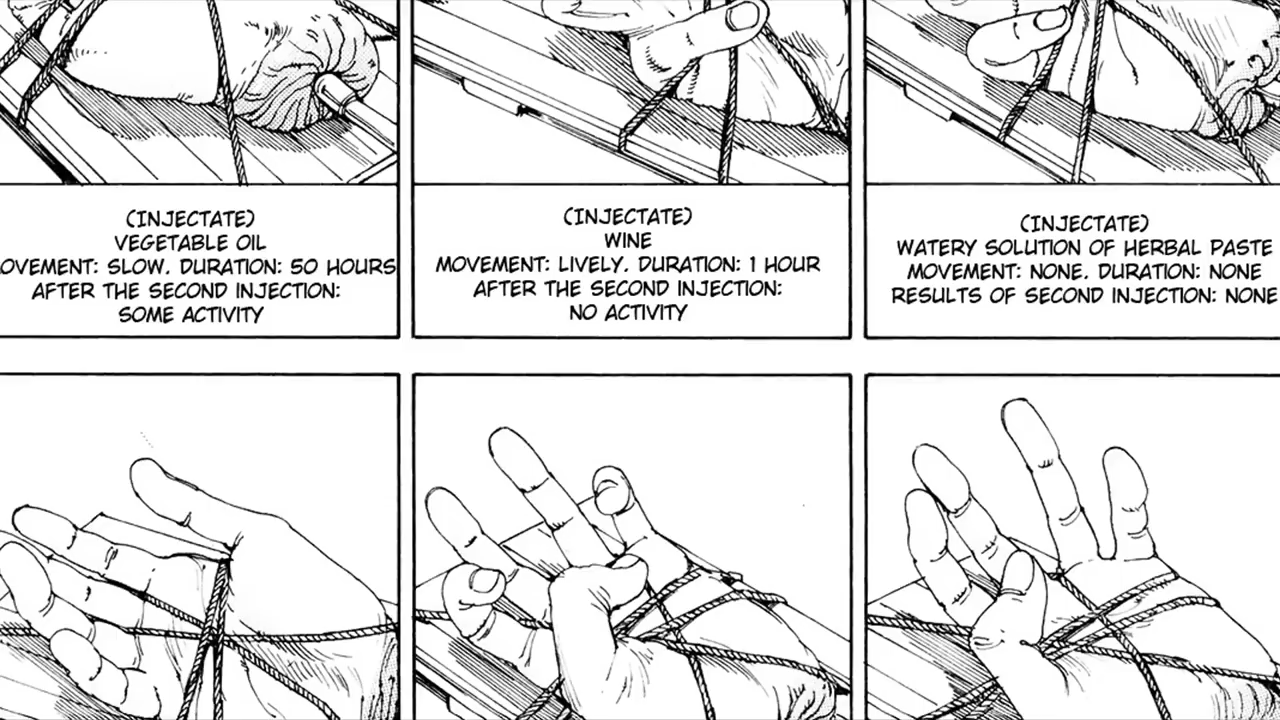 (INJECTATE)
VEGETABLE OIL
OVEMENT: SLOW. DURATION: 50 HOURS
AFTER THE SECOND INJECTION:
SOME ACTIVITY
(INJECTATE)
WINE
MOVEMENT: LIVELY. DURATION: 1 HOUR
AFTER THE SECOND INJECTION:
NO ACTIVITY
(INJECTATE)
WATERY SOLUTION OF HERBAL PASTE
MOVEMENT: NONE. DURATION: NONE
RESULTS OF SECOND INJECTION: NONE